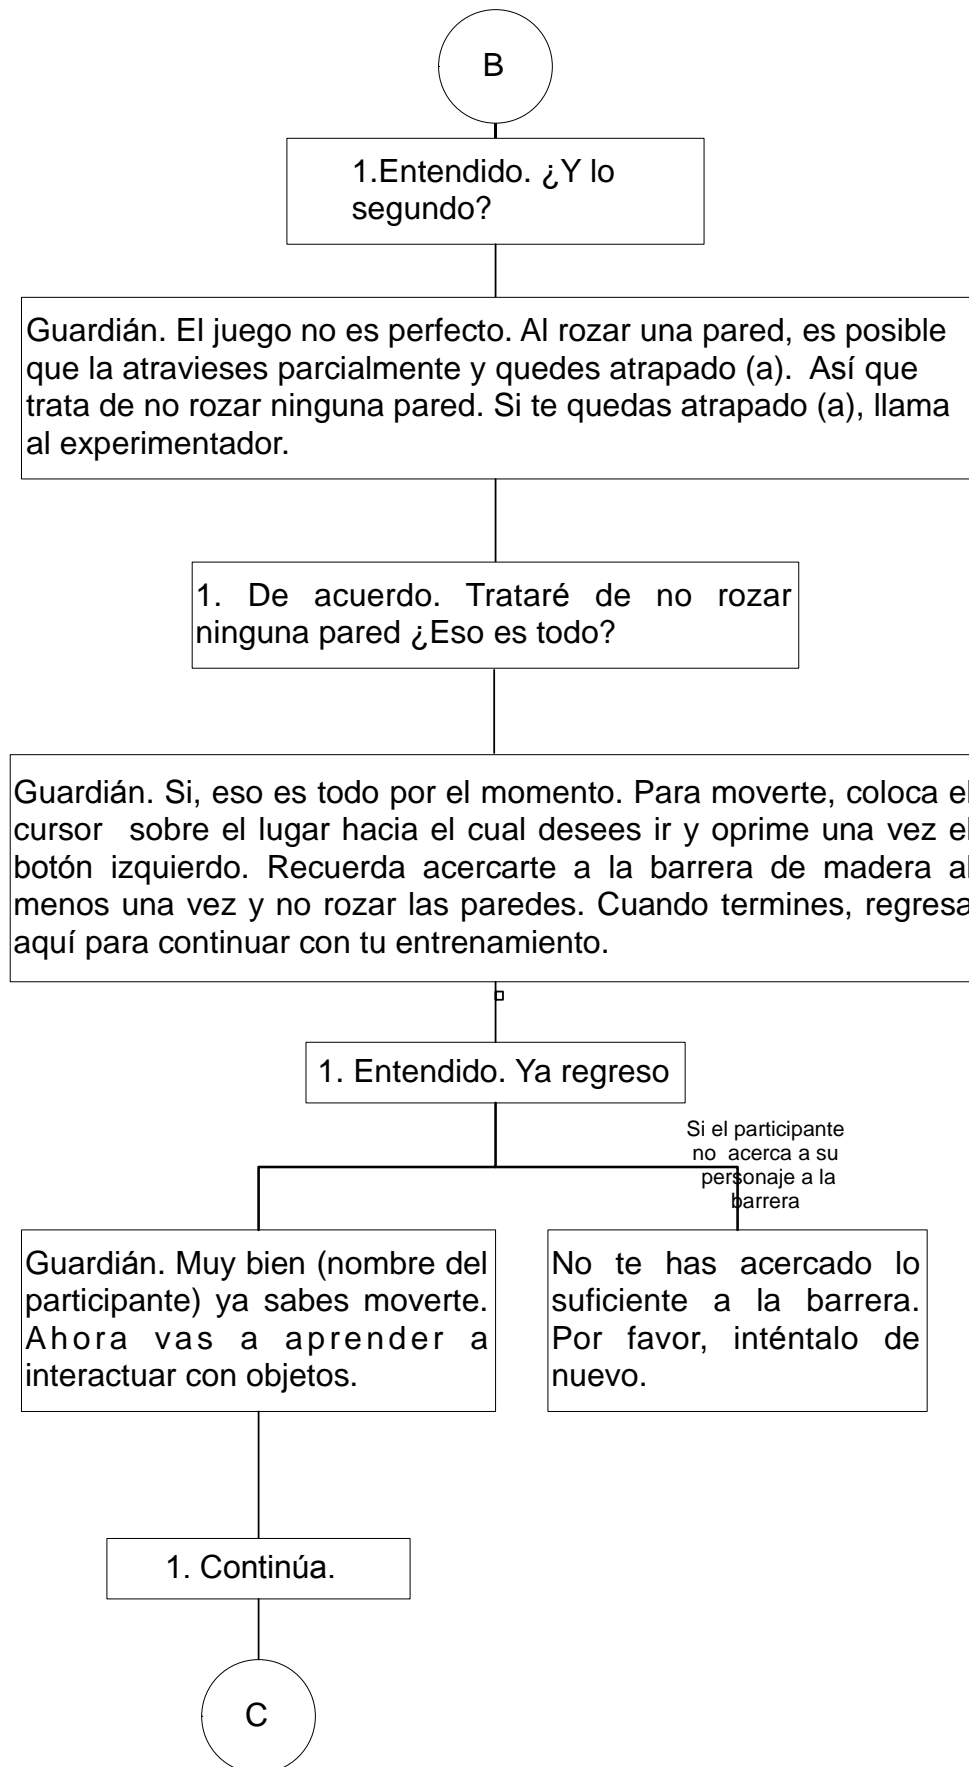 B
1.Entendido. ¿Y lo
segundo?
Guardián. El juego no es perfecto. Al rozar una pared, es posible
que la atravieses parcialmente y quedes atrapado (a).  Así que
trata de no rozar ninguna pared. Si te quedas atrapado (a), llama
al experimentador.
1. De acuerdo. Trataré de no rozar
ninguna pared ¿Eso es todo?
Guardián. Si, eso es todo por el momento. Para moverte, coloca el
cursor  sobre el lugar hacia el cual desees ir y oprime una vez el
botón izquierdo. Recuerda acercarte a la barrera de madera al
menos una vez y no rozar las paredes. Cuando termines, regresa
aquí para continuar con tu entrenamiento.
1. Entendido. Ya regreso
Si el participante
no  acerca a su
personaje a la
barrera
Guardián. Muy bien (nombre del
participante) ya sabes moverte.
Ahora vas a aprender a
interactuar con objetos.
No te has acercado lo
suficiente a la barrera.
Por favor, inténtalo de
nuevo.
1. Continúa.
C